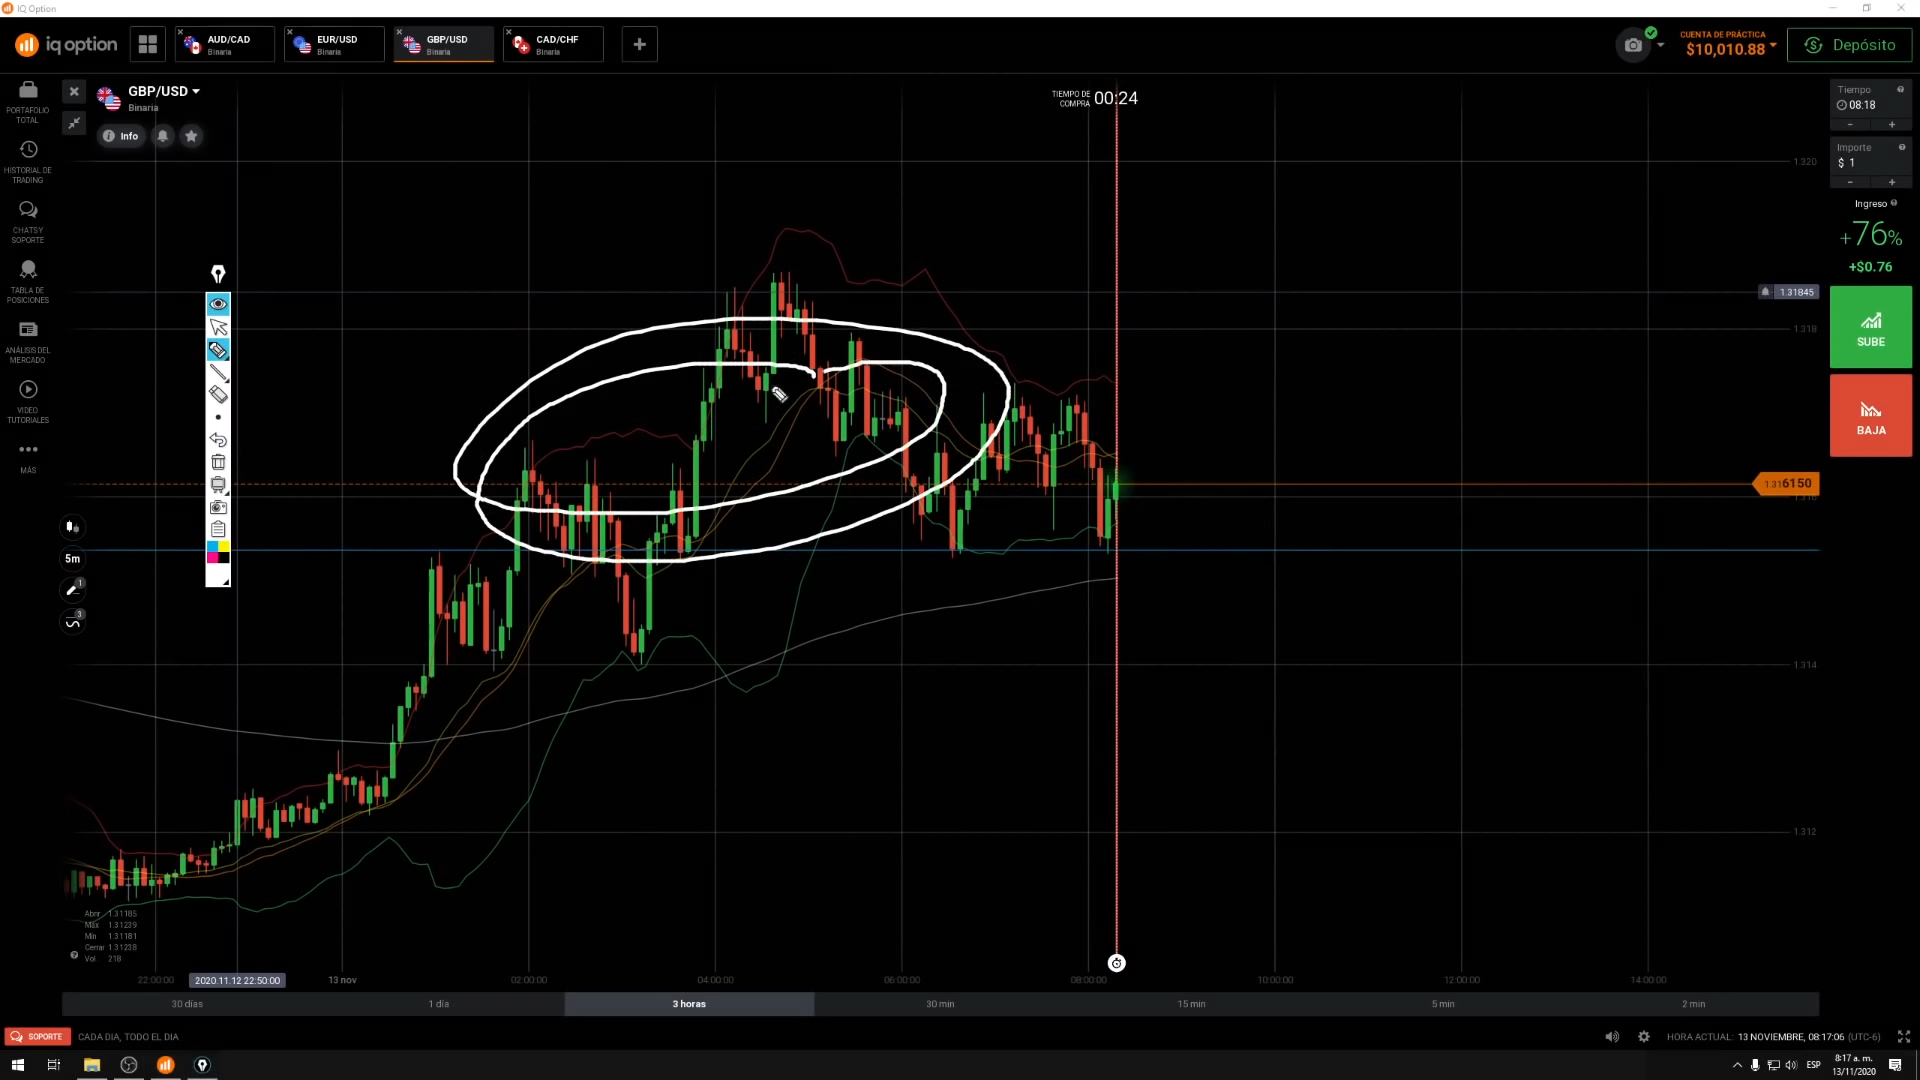 IQ Option
iq option
AUD/CAD
Binaria
EUR/USD
Binaria
GBP/USD
Binaria
CAD/CHF
Binaria
CUENTA DE PRÁCTICA
$10,010.88
Depósito
PORTAFOLIO TOTAL
HISTORIAL DE TRADING
CHATS Y SOPORTE
TABLA DE POSICIONES
ANÁLISIS DEL MERCADO
VIDEO TUTORIALES
MÁS
GBP/USD
Binaria
Info
TIEMPO DE COMPRA 00:24
Tiempo
08:18
Importe
$ 1
Ingreso
+76%
+$0.76
SUBE
BAJA
1.320
1.31845
1.318
1.316150
1.316
1.314
1.312
5m
1
3
Abrir 1.31185
Máx 1.31239
Mín 1.31181
Cerrar 1.31238
Vol 218
22:00:00
2020.11.12 22:50:00
13 nov
02:00:00
04:00:00
06:00:00
08:00:00
10:00:00
12:00:00
14:00:00
30 días
1 día
3 horas
30 min
15 min
5 min
2 min
SOPORTE
CADA DIA, TODO EL DIA
HORA ACTUAL: 13 NOVIEMBRE, 08:17:06 (UTC-6)
ESP
8:17 a. m.
13/11/2020